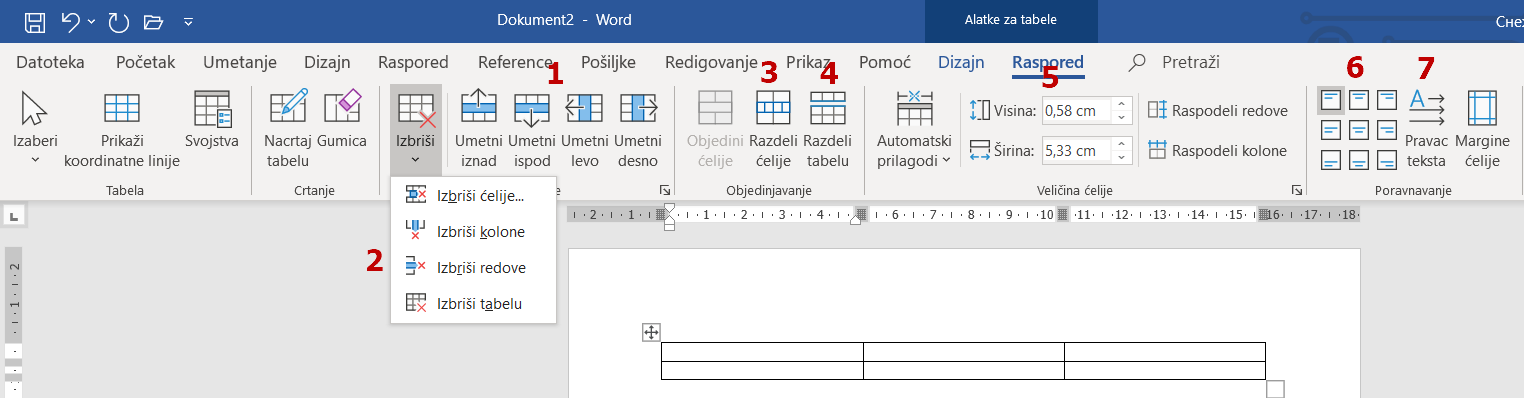 Dokument2 - Word
Alatke za tabele
Снеж
Datoteka Početak Umetanje Dizajn Raspored Reference Pošiljke Redigovanje Prikaz Pomoć Dizajn Raspored Pretraži
1 3 4 5 6 7
Izaberi
Prikaži
koordinatne linije
Svojstva
Tabela
Nacrtaj
tabelu
Gumica
Crtanje
Izbriši
Umetni
iznad
Umetni
ispod
Umetni
levo
Umetni
desno
Objedini
ćelije
Razdeli
ćelije
Razdeli
tabelu
Objedinjavanje
Automatski
prilagodi
Visina: 0,58 cm
Širina: 5,33 cm
Raspodeli redove
Raspodeli kolone
Veličina ćelije
Pravac
teksta
Margine
ćelije
Poravnavanje
Izbriši ćelije...
Izbriši kolone
2
Izbriši redove
Izbriši tabelu
2 1 1 2 3 4 6 7 8 9 10 11 12 13 14 15 16 17 18
2
1